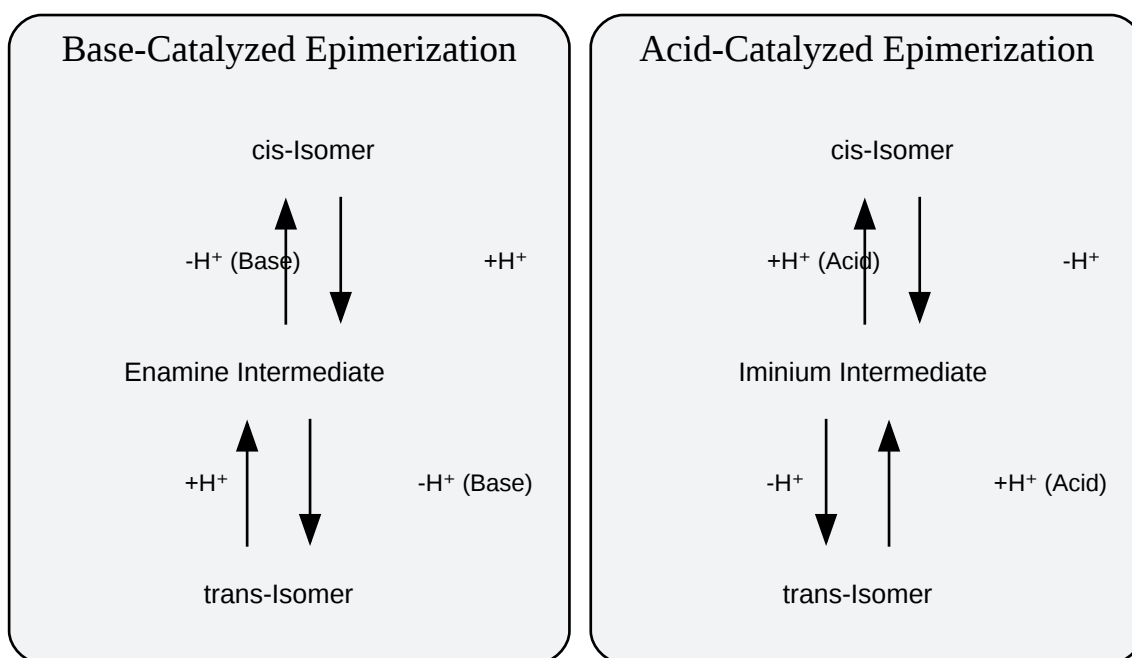 Base-Catalyzed Epimerization
cis-Isomer
-H⁺ (Base)
+H⁺
Enamine Intermediate
+H⁺
-H⁺ (Base)
trans-Isomer
Acid-Catalyzed Epimerization
cis-Isomer
+H⁺ (Acid)
-H⁺
Iminium Intermediate
-H⁺
+H⁺ (Acid)
trans-Isomer